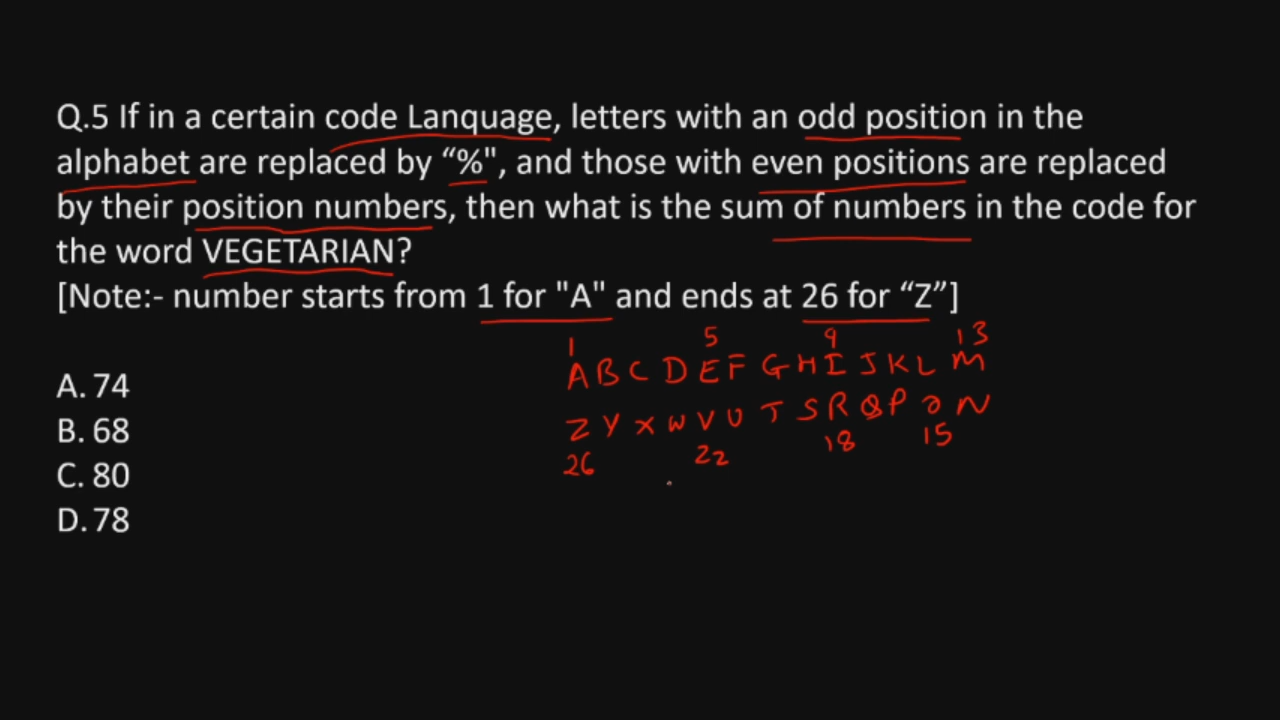 Q.5 If in a certain code Lanquage, letters with an odd position in the
alphabet are replaced by “%", and those with even positions are replaced
by their position numbers, then what is the sum of numbers in the code for
the word VEGETARIAN?
[Note:- number starts from 1 for "A" and ends at 26 for “Z”]
1 5 9 13
A B C D E F G H I J K L M
Z Y X W V U T S R Q P O N
26 22 18 15
A. 74
B. 68
C. 80
D. 78